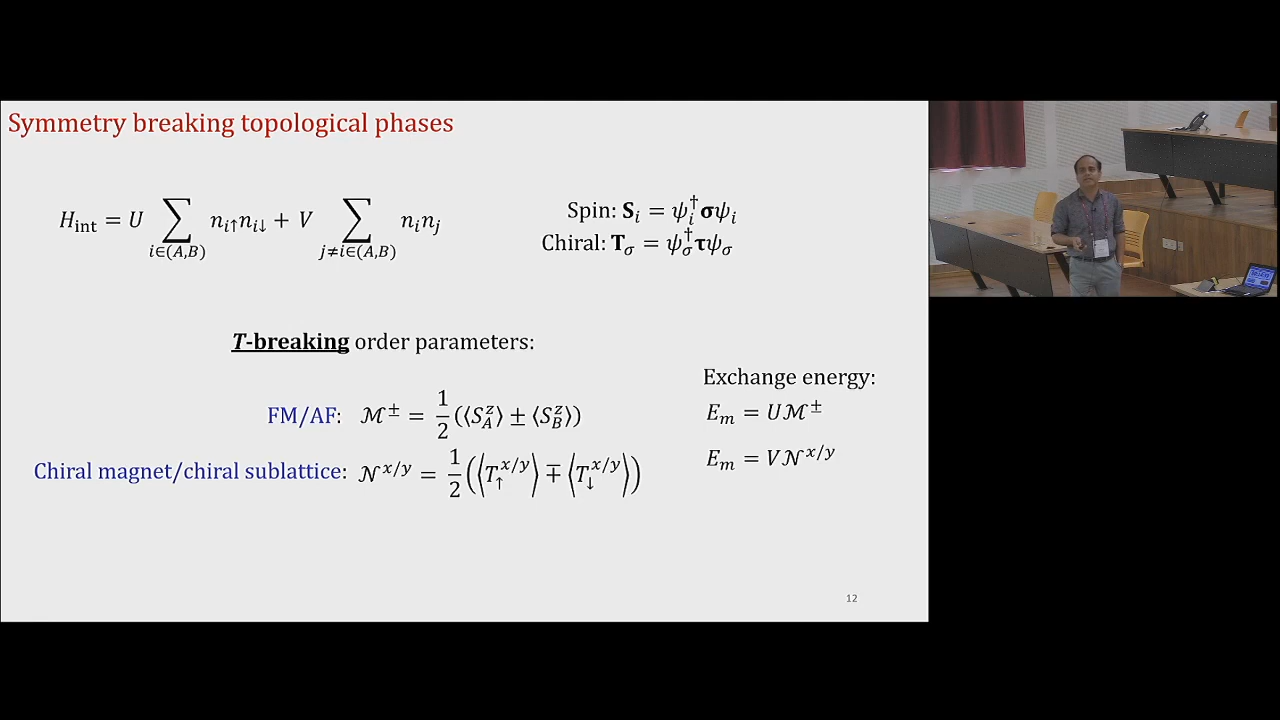 Symmetry breaking topological phases
H_int = U ∑_{i∈(A,B)} n_{i↑}n_{i↓} + V ∑_{j≠i∈(A,B)} n_i n_j
Spin: 𝐒_i = ψ_i^† 𝛔ψ_i
Chiral: 𝐓_σ = ψ_σ^† 𝛕ψ_σ
T-breaking order parameters:
Exchange energy:
FM/AF: ℳ^± = 1/2 (⟨S_A^z⟩ ± ⟨S_B^z⟩)
E_m = Uℳ^±
Chiral magnet/chiral sublattice: 𝒩^{x/y} = 1/2 (⟨T_↑^{x/y}⟩ ∓ ⟨T_↓^{x/y}⟩)
E_m = V𝒩^{x/y}
12